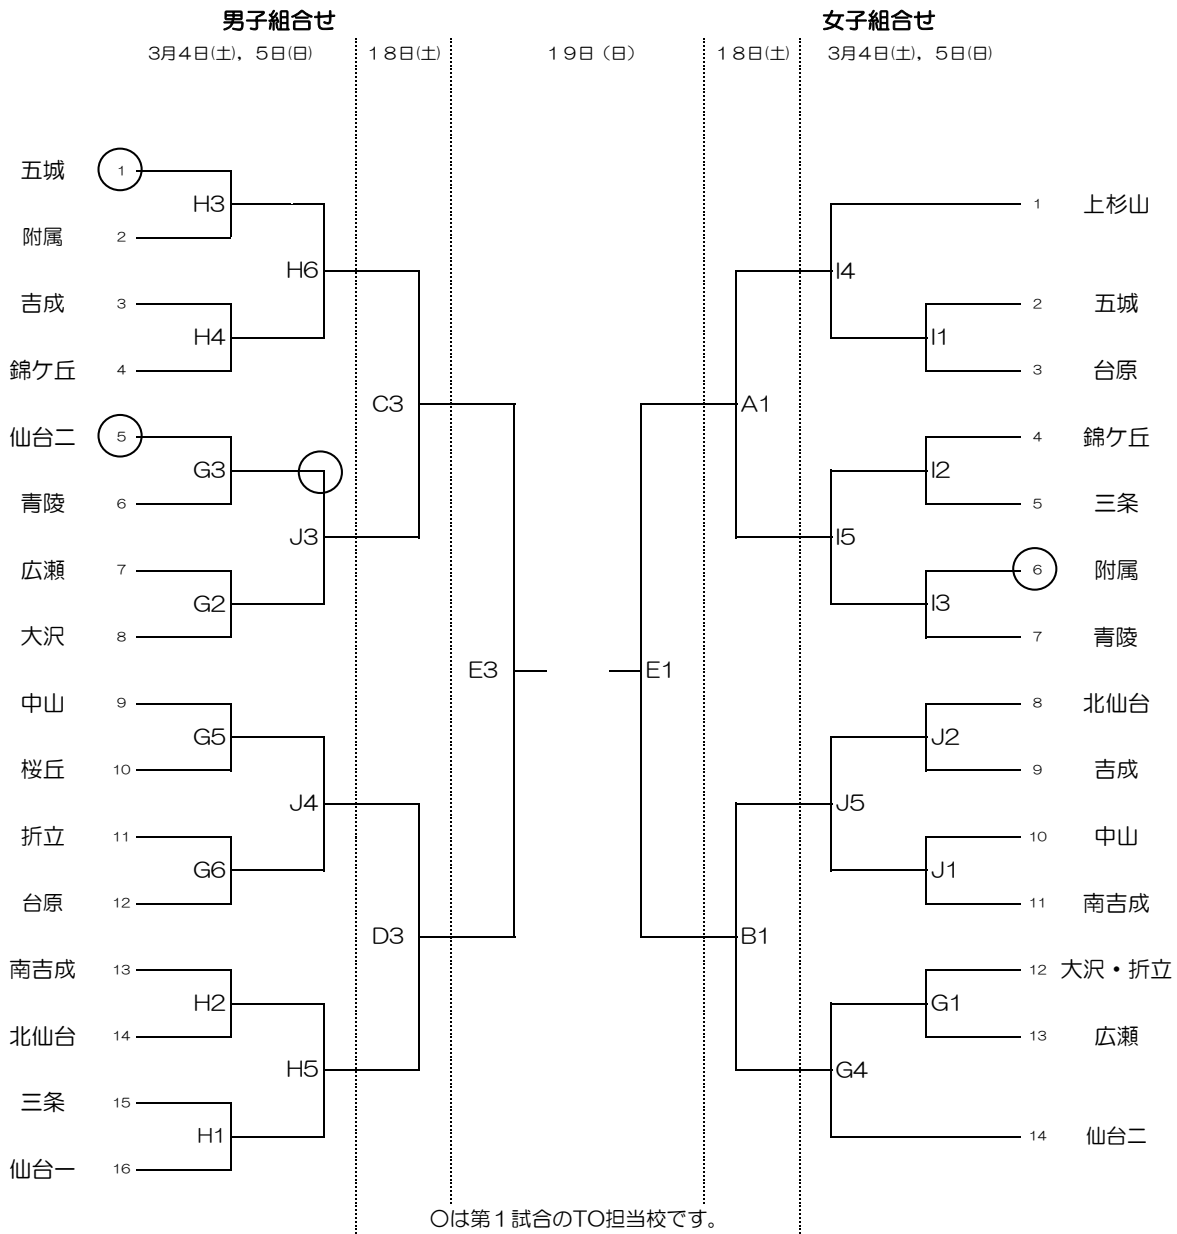 男子組合せ 女子組合せ
3月4日(土)，5日(日) 18日(土) 19日（日） 18日(土) 3月4日(土)，5日(日)
五城 1
H3 1 上杉山
附属 2
H6 I4
吉成 3 2 五城
H4 I1
錦ケ丘 4 3 台原
C3 A1
仙台二 5 4 錦ケ丘
G3 I2
青陵 6 5 三条
J3 I5
広瀬 7 6 附属
G2 I3
大沢 8 7 青陵
E3 E1
中山 9 8 北仙台
G5 J2
桜丘 10 9 吉成
J4 J5
折立 11 10 中山
G6 J1
台原 12 11 南吉成
D3 B1
南吉成 13 12 大沢・折立
H2 G1
北仙台 14 13 広瀬
H5 G4
三条 15
H1 14 仙台二
仙台一 16
〇は第１試合のTO担当校です。